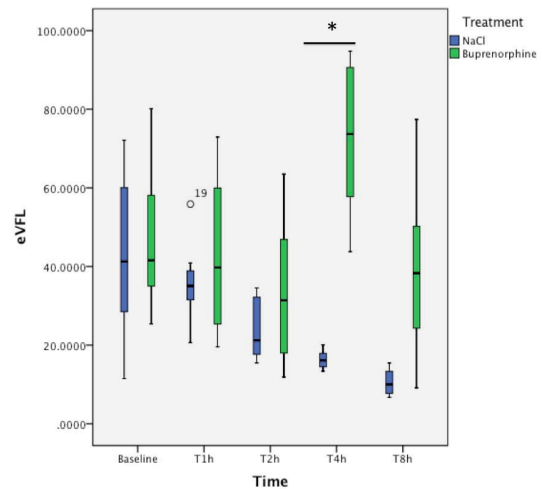 *
Treatment
NaCl
Buprenorphine
100.0000
80.0000
60.0000
40.0000
20.0000
.0000
eVFL
19
Baseline T1h T2h T4h T8h
Time